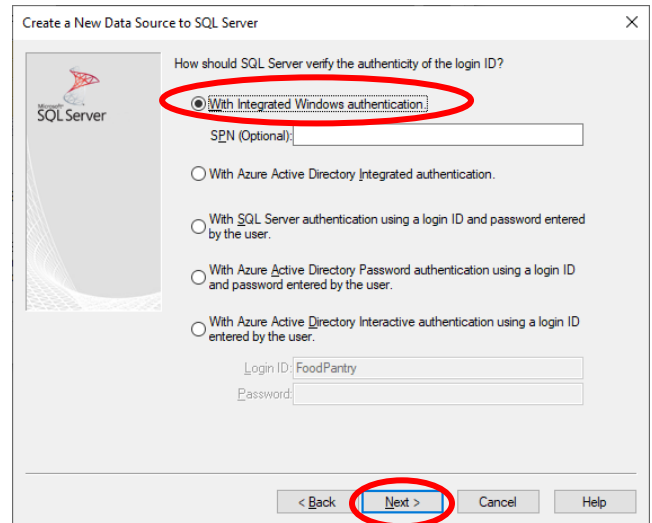 Create a New Data Source to SQL Server
How should SQL Server verify the authenticity of the login ID?
Microsoft®
SQL Server
With Integrated Windows authentication.
SPN (Optional):
With Azure Active Directory Integrated authentication.
With SQL Server authentication using a login ID and password entered
by the user.
With Azure Active Directory Password authentication using a login ID
and password entered by the user.
With Azure Active Directory Interactive authentication using a login ID
entered by the user.
Login ID: FoodPantry
Password:
< Back Next > Cancel Help